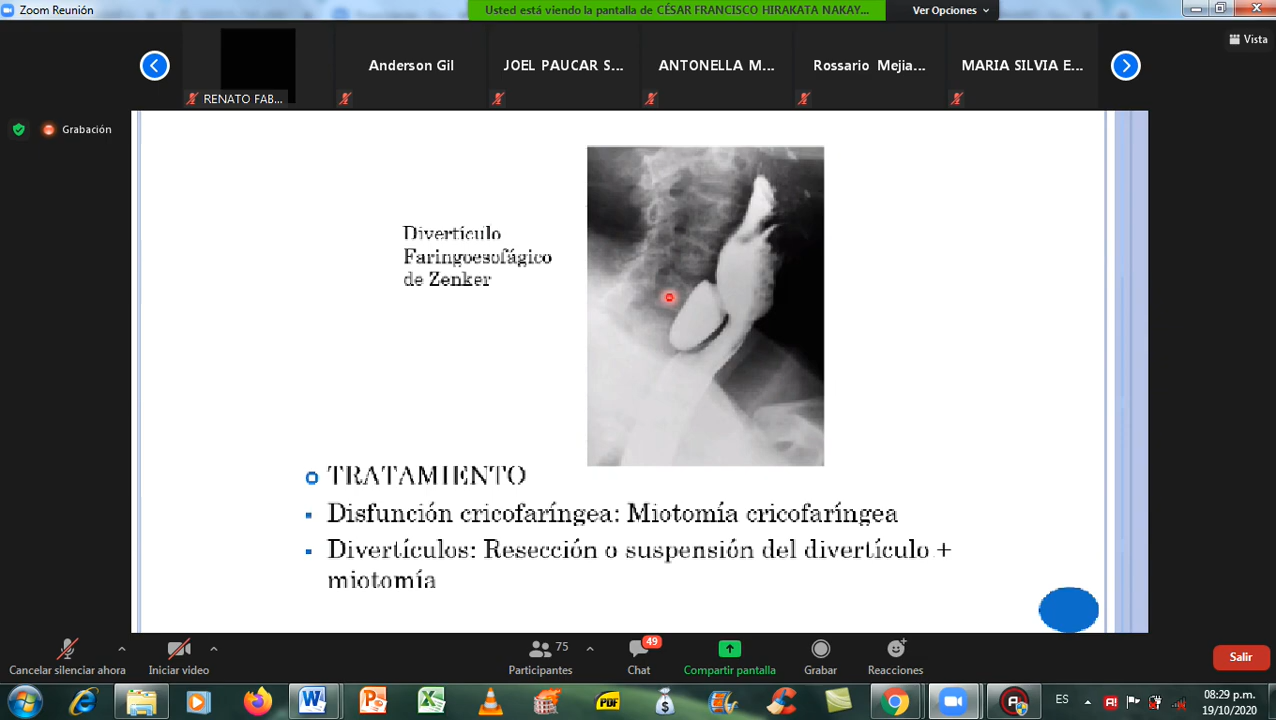 Zoom Reunión
Usted está viendo la pantalla de CÉSAR FRANCISCO HIRAKATA NAKAY...
Ver Opciones
Vista
Anderson Gil
JOEL PAUCAR S...
ANTONELLA M...
Rossario Mejia...
MARIA SILVIA E...
RENATO FAB...
Grabación
Divertículo
Faringoesofágico
de Zenker
TRATAMIENTO
Disfunción cricofaríngea: Miotomía cricofaríngea
Divertículos: Resección o suspensión del divertículo +
miotomía
75
49
Cancelar silenciar ahora
Iniciar video
Participantes
Chat
Compartir pantalla
Grabar
Reacciones
Salir
PDF
ES
08:29 p.m.
19/10/2020